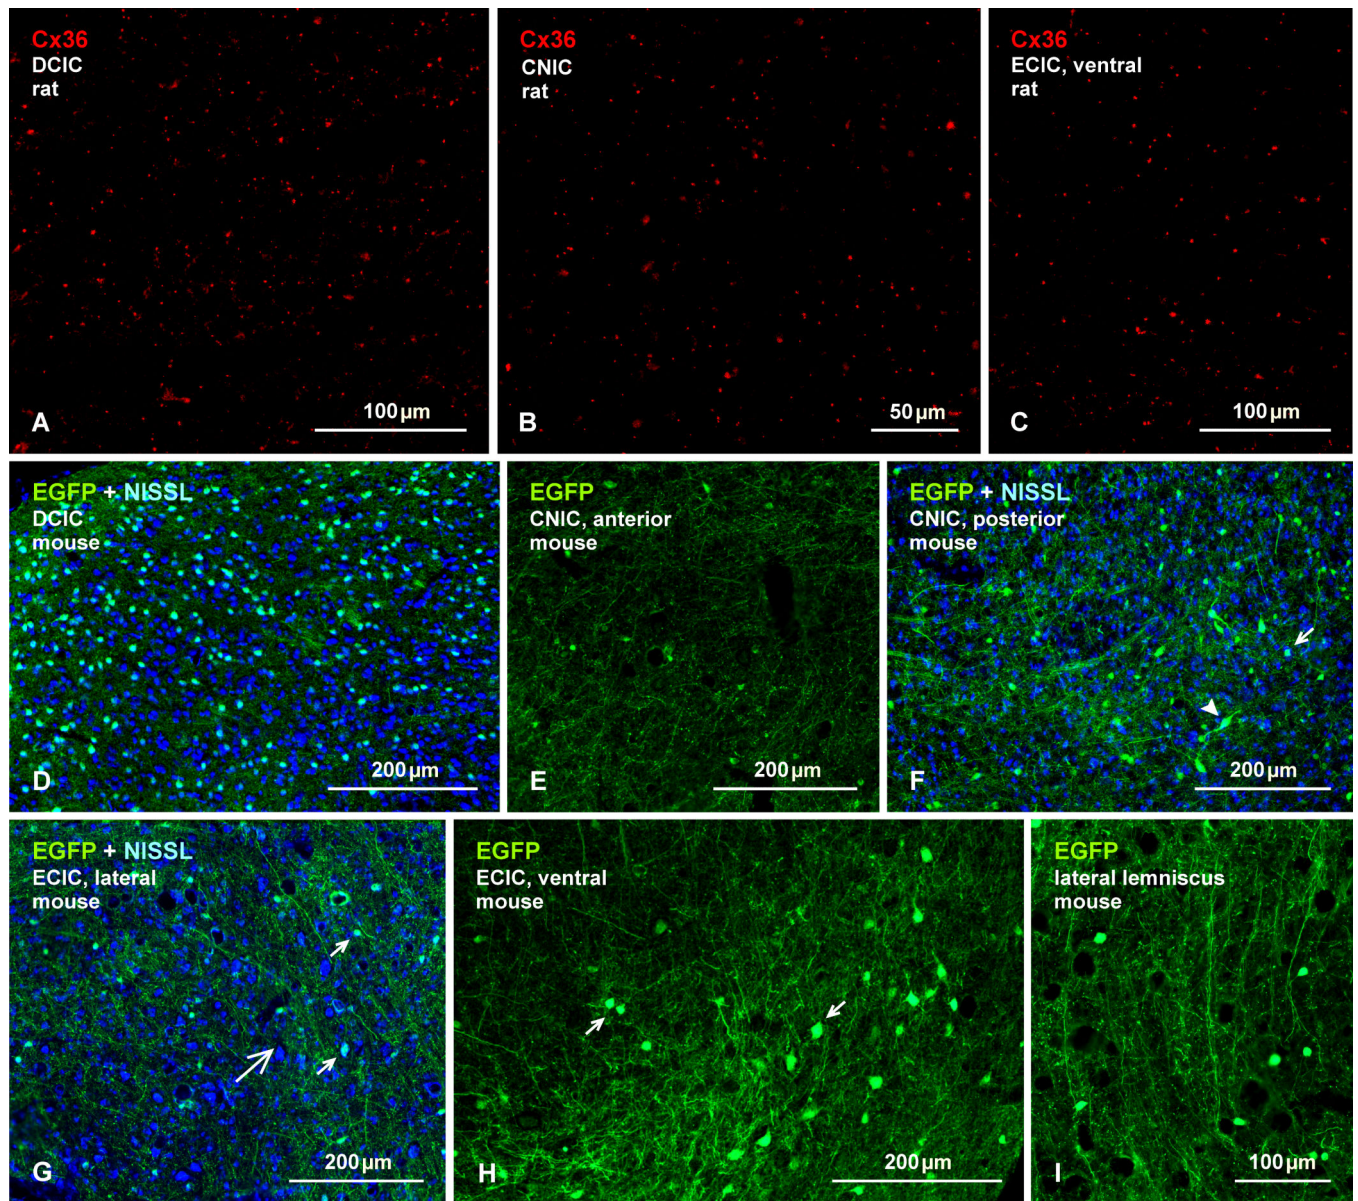 Cx36
DCIC
rat
100 µm
A
Cx36
CNIC
rat
50 µm
B
Cx36
ECIC, ventral
rat
100 µm
C
EGFP + NISSL
DCIC
mouse
200 µm
D
EGFP
CNIC, anterior
mouse
200 µm
E
EGFP + NISSL
CNIC, posterior
mouse
200 µm
F
EGFP + NISSL
ECIC, lateral
mouse
200 µm
G
EGFP
ECIC, ventral
mouse
200 µm
H
EGFP
lateral lemniscus
mouse
100 µm
I